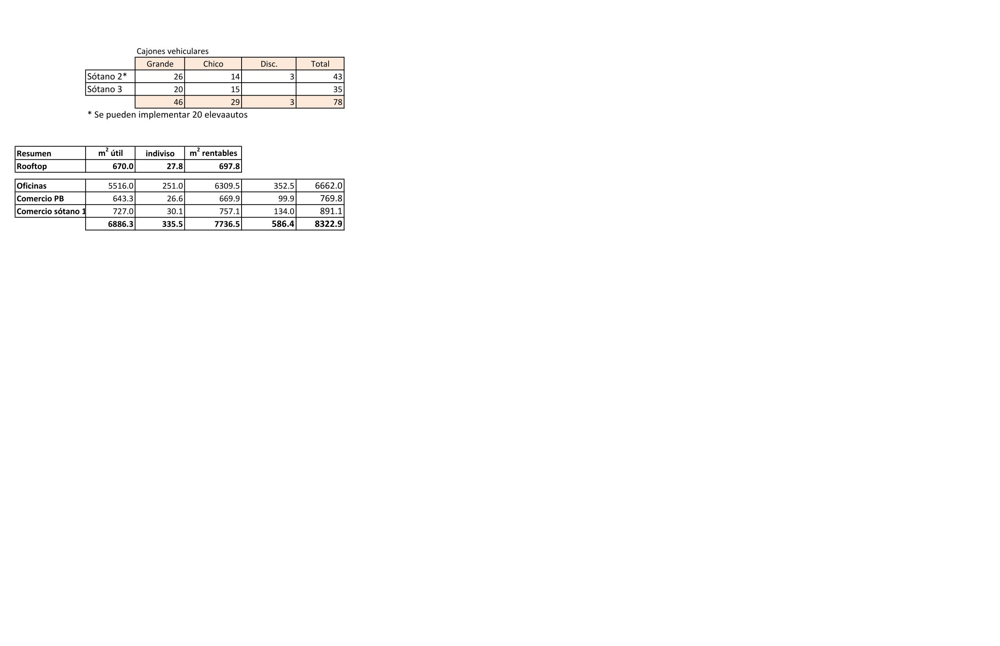 Cajones vehiculares
Grande Chico Disc. Total
Sótano 2* 26 14 3 43
Sótano 3 20 15 35
46 29 3 78
* Se pueden implementar 20 elevaautos
Resumen m² útil indiviso m² rentables
Rooftop 670.0 27.8 697.8
Oficinas 5516.0 251.0 6309.5 352.5 6662.0
Comercio PB 643.3 26.6 669.9 99.9 769.8
Comercio sótano 1 727.0 30.1 757.1 134.0 891.1
6886.3 335.5 7736.5 586.4 8322.9